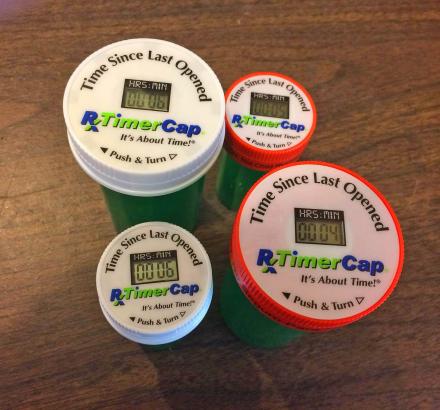 Time Since Last Opened
HRS:MIN
00:06
RxTimerCap
It's About Time!®
◄ Push & Turn ▷
Time Since Last Opened
HRS:MIN
RxTimerCap
It's About Time!®
◄ Push & Turn ▷
Time Since Last Opened
HRS:MIN
00:06
RxTimerCap
It's About Time!®
◄ Push & Turn ▷
Time Since Last Opened
HRS:MIN
00:04
RxTimerCap
It's About Time!®
◄ Push & Turn ▷